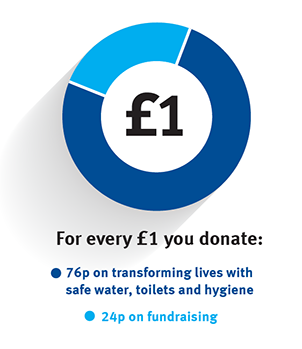 £1
For every £1 you donate:
76p on transforming lives with
safe water, toilets and hygiene
24p on fundraising